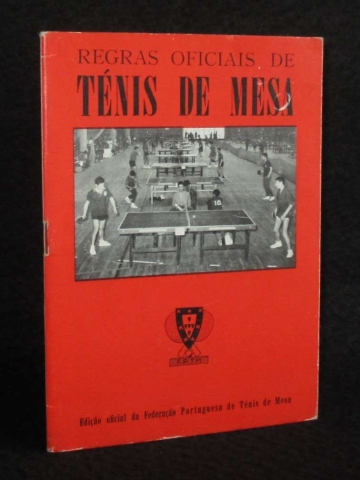 REGRAS OFICIAIS DE
TÉNIS DE MESA
Edição oficial da Federação Portuguesa de Ténis de Mesa